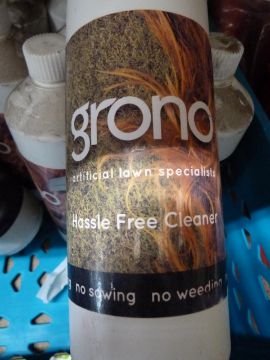 grono
artificial lawn specialists
Hassle Free Cleaner
no sowing no weeding